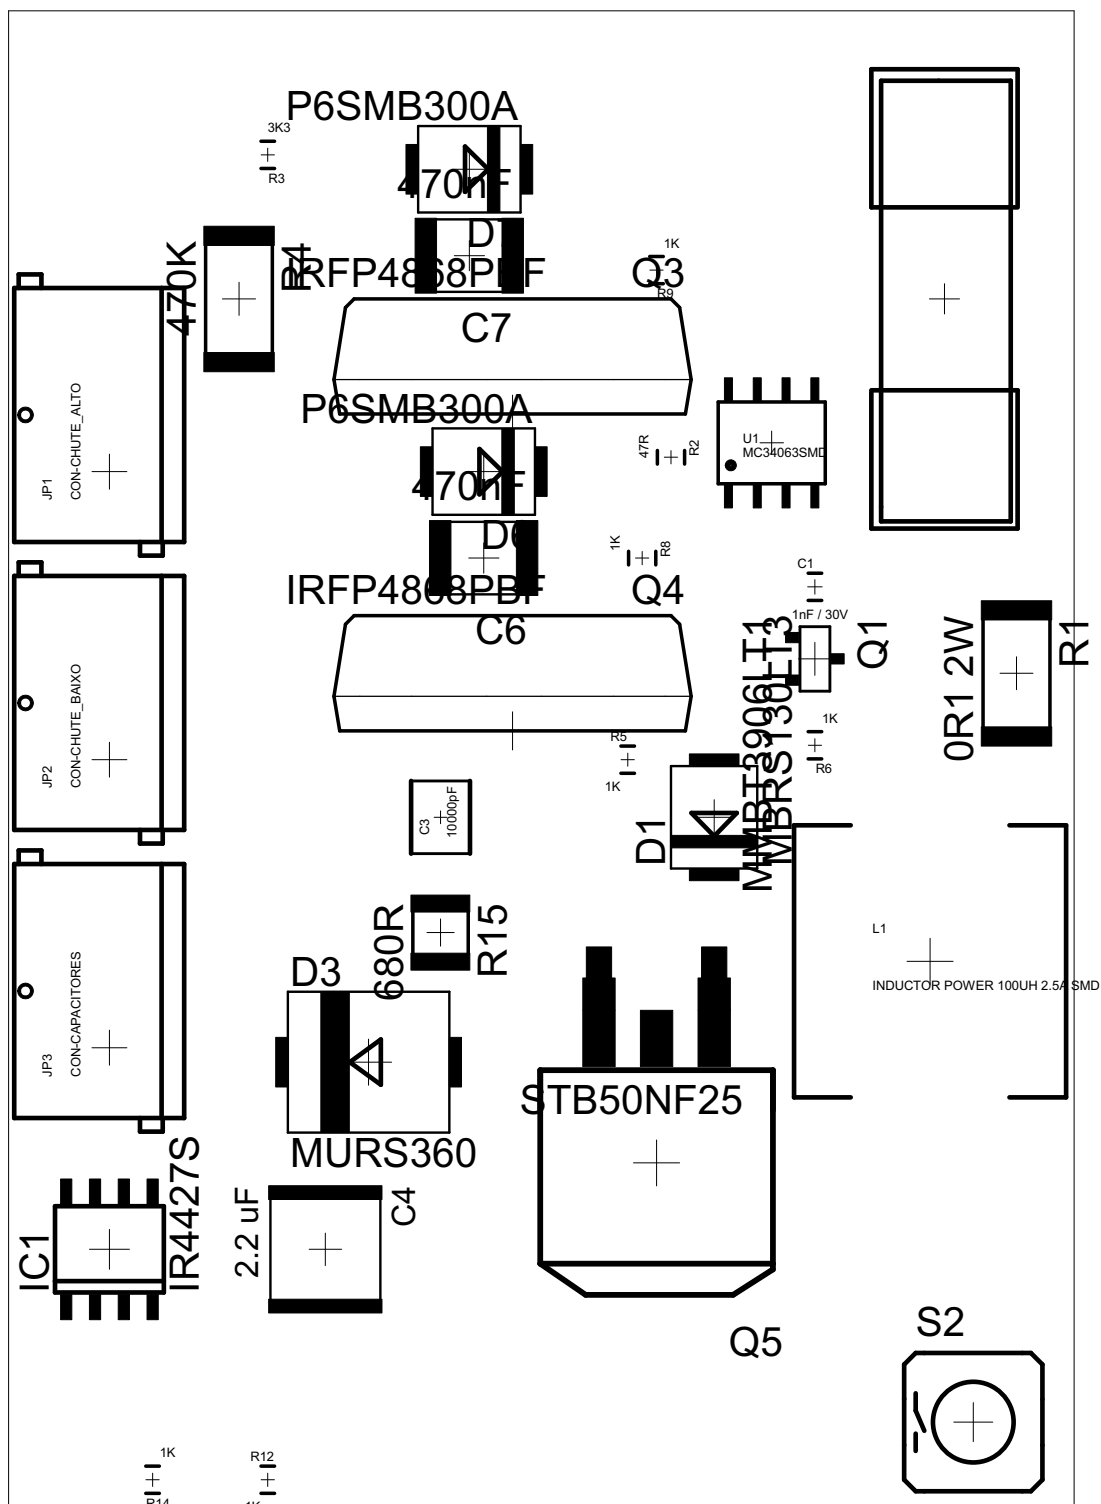 P6SMB300A
3K3
R3
470nF
470K
R4
IRFP4868PBF
Q3
1K
R9
C7
P6SMB300A
CON-CHUTE_ALTO
JP1
47R
R2
U1
MC34063SMD
470nF
D6
1K
R8
IRFP4868PBF
Q4
C1
1nF / 30V
C6
Q1
MMBT3906LT1
MBRS130LT3
0R1 2W
R1
CON-CHUTE_BAIXO
JP2
R5
1K
1K
R6
C3
10000pF
D1
680R
R15
D3
L1
INDUCTOR POWER 100UH 2.5A SMD
CON-CAPACITORES
JP3
STB50NF25
MURS360
IC1
IR4427S
2.2 uF
C4
Q5
S2
1K
R14
R12
1K